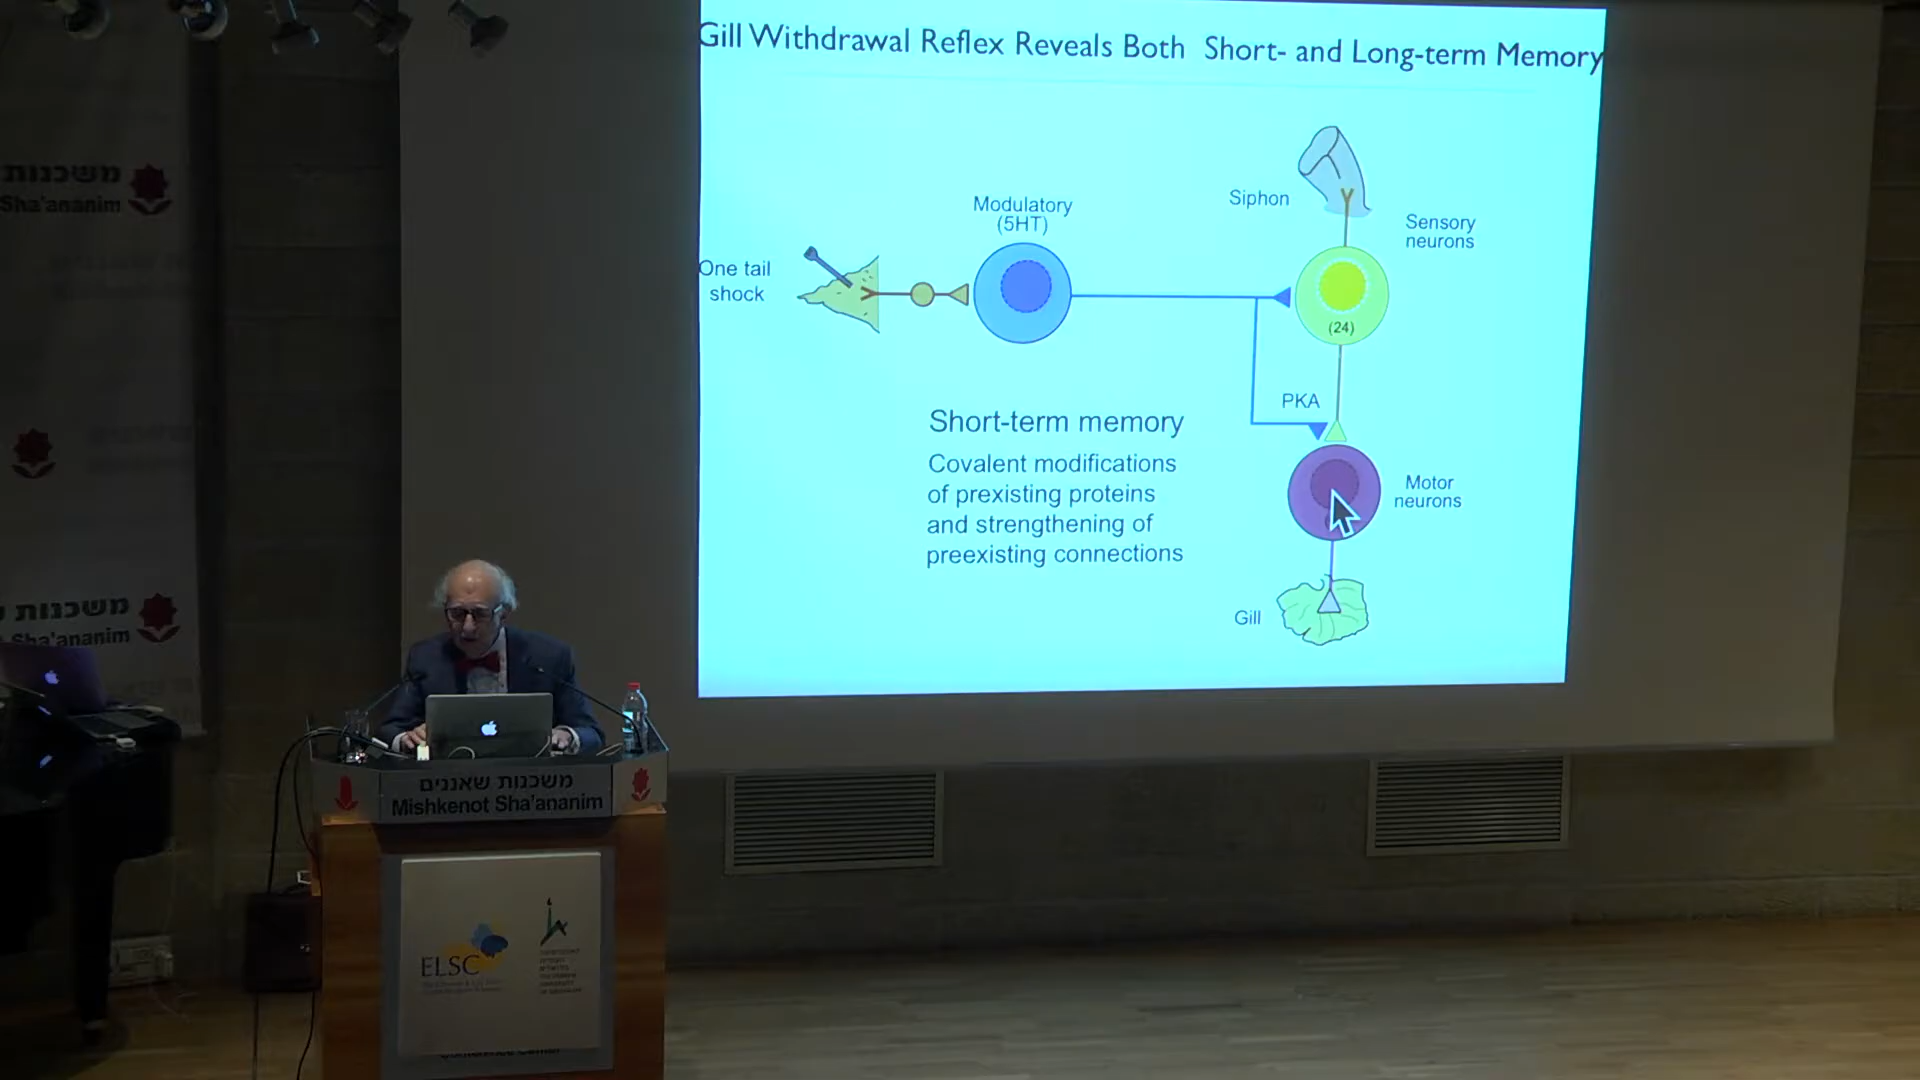 Gill Withdrawal Reflex Reveals Both Short- and Long-term Memory
משכנות
Sha'ananim
Siphon
Modulatory
(5HT)
Sensory
neurons
One tail
shock
(24)
PKA
Short-term memory
Covalent modifications
of prexisting proteins
and strengthening of
preexisting connections
Motor
neurons
Gill
משכנות
Sha'ananim
משכנות שאננים
Mishkenot Sha'ananim
ELSC